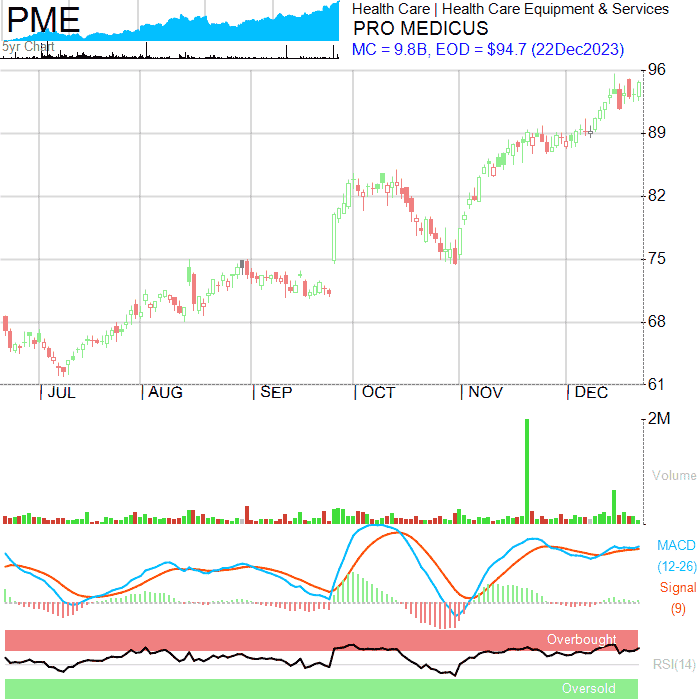 PME
5yr Chart
Health Care | Health Care Equipment & Services
PRO MEDICUS
MC = 9.8B, EOD = $94.7 (22Dec2023)
96
89
82
75
68
61
JUL
AUG
SEP
OCT
NOV
DEC
2M
Volume
MACD
(12-26)
Signal
(9)
Overbought
RSI(14)
Oversold